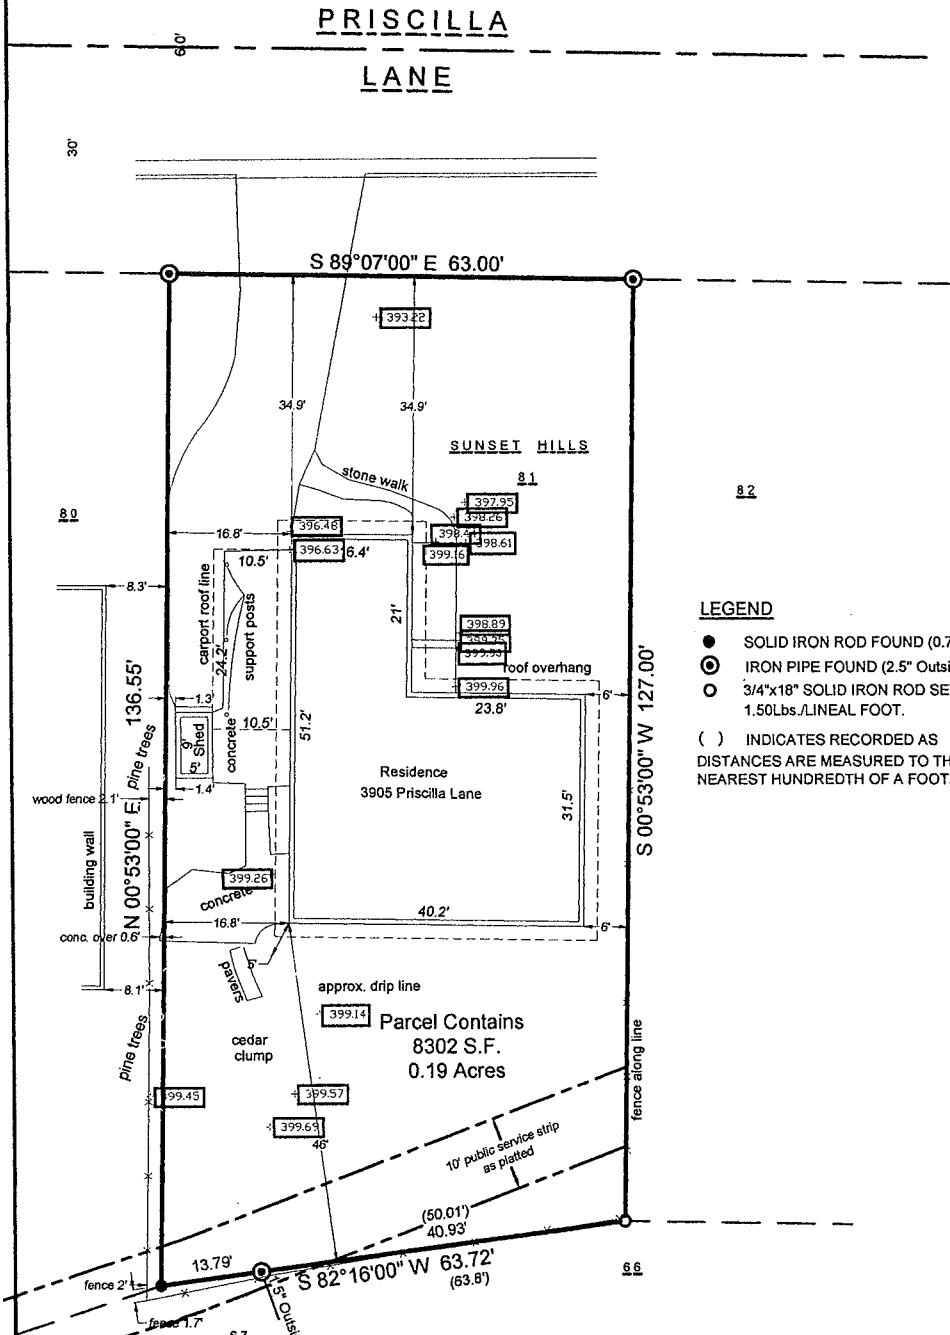 PRISCILLA
60'
LANE
30'
S 89°07'00" E 63.00'
393.22
34.9'
34.9'
SUNSET HILLS
81
82
80
stone walk
397.95
398.26
396.48
16.8'
398.61
396.63
6.4'
399.16
10.5'
8.3'
carport roof line
24.2'
support posts
21'
LEGEND
SOLID IRON ROD FOUND (0.7
IRON PIPE FOUND (2.5" Outsi
3/4"x18" SOLID IRON ROD SE
1.50Lbs./LINEAL FOOT.
( ) INDICATES RECORDED AS
DISTANCES ARE MEASURED TO TH
NEAREST HUNDREDTH OF A FOOT
398.89
roof overhang
399.96
23.8'
6'
136.55'
N 00°53'00" E
S 00°53'00" W 127.00'
1.3'
9'
Shed
5'
1.4'
concrete
10.5'
51.2'
pine trees
wood fence 2.1'
Residence
3905 Priscilla Lane
31.5'
building wall
399.26
concrete
16.8'
40.2'
6'
conc. over 0.6'
5'
pavers
8.1'
approx. drip line
399.14
Parcel Contains
8302 S.F.
0.19 Acres
pine trees
cedar
clump
fence along line
399.57
399.69
46'
10' public service strip
as platted
(50.01')
40.93'
13.79'
S 82°16'00" W 63.72'
(63.8')
66
fence 2'
fence 1.7'